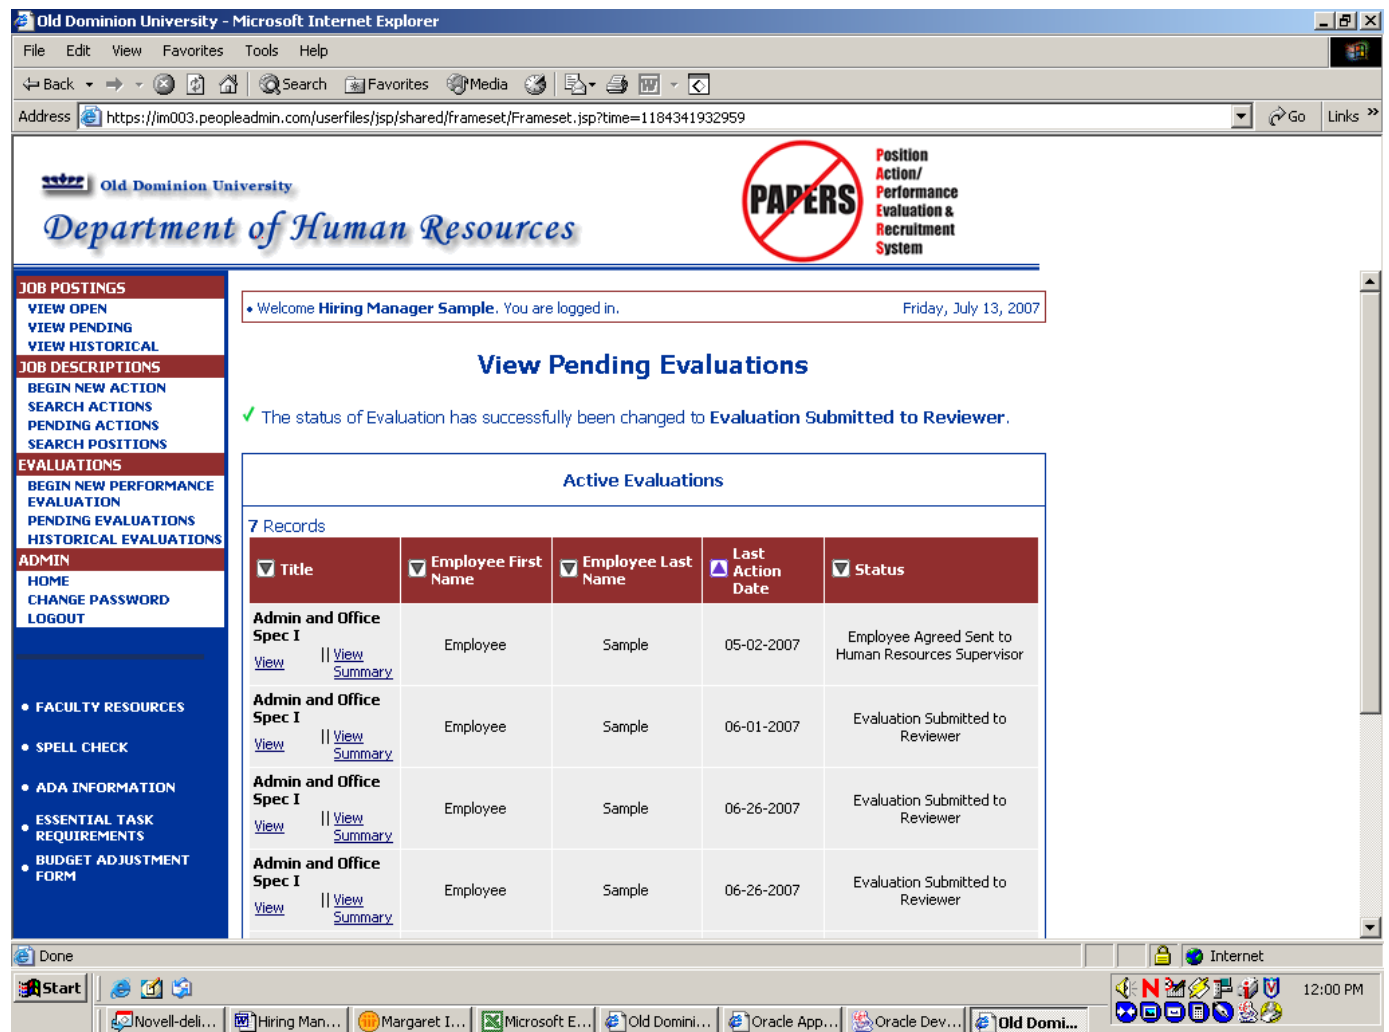 Old Dominion University - Microsoft Internet Explorer
File Edit View Favorites Tools Help
Back Search Favorites Media
Address https://im003.peopleadmin.com/userfiles/jsp/shared/frameset/Frameset.jsp?time=1184341932959 Go Links »
Old Dominion University
Department of Human Resources
PAPERS
Position
Action/
Performance
Evaluation &
Recruitment
System
JOB POSTINGS
VIEW OPEN
VIEW PENDING
VIEW HISTORICAL
JOB DESCRIPTIONS
BEGIN NEW ACTION
SEARCH ACTIONS
PENDING ACTIONS
SEARCH POSITIONS
EVALUATIONS
BEGIN NEW PERFORMANCE
EVALUATION
PENDING EVALUATIONS
HISTORICAL EVALUATIONS
ADMIN
HOME
CHANGE PASSWORD
LOGOUT
• FACULTY RESOURCES
• SPELL CHECK
• ADA INFORMATION
• ESSENTIAL TASK
REQUIREMENTS
• BUDGET ADJUSTMENT
FORM
• Welcome Hiring Manager Sample. You are logged in. Friday, July 13, 2007
View Pending Evaluations
✓ The status of Evaluation has successfully been changed to Evaluation Submitted to Reviewer.
Active Evaluations
7 Records
Title
Employee First
Name
Employee Last
Name
Last
Action
Date
Status
Admin and Office
Spec I
View || View
Summary
Employee
Sample
05-02-2007
Employee Agreed Sent to
Human Resources Supervisor
Admin and Office
Spec I
View || View
Summary
Employee
Sample
06-01-2007
Evaluation Submitted to
Reviewer
Admin and Office
Spec I
View || View
Summary
Employee
Sample
06-26-2007
Evaluation Submitted to
Reviewer
Admin and Office
Spec I
View || View
Summary
Employee
Sample
06-26-2007
Evaluation Submitted to
Reviewer
Done Internet
Start 12:00 PM
Novell-deli... Hiring Man... Margaret I... Microsoft E... Old Domini... Oracle App... Oracle Dev... Old Domi...